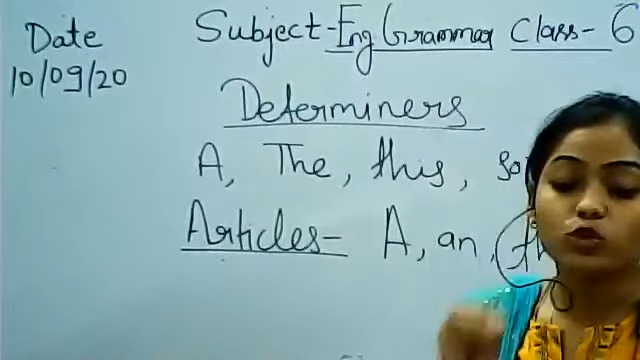 Date
10/09/20
Subject-Eng Grammar Class-6
Determiners
A, The, this,
Articles- A, an,